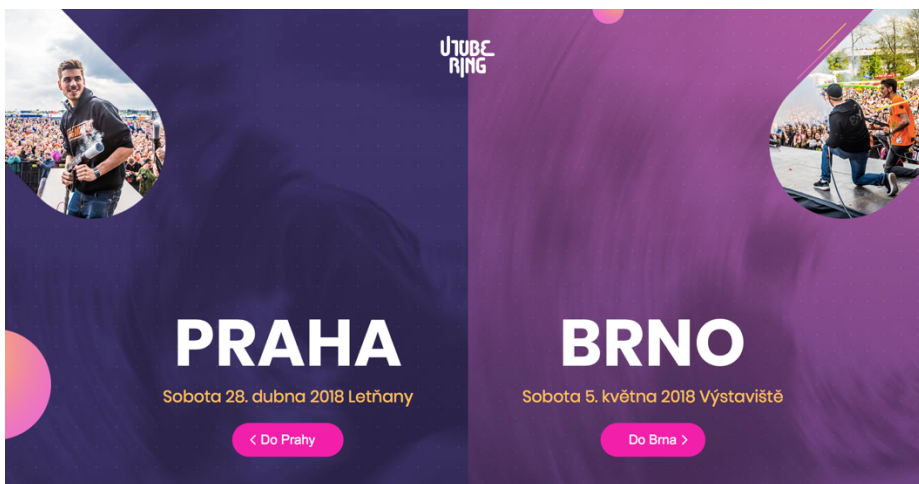 UTUBE
RING
PRAHA
Sobota 28. dubna 2018 Letňany
< Do Prahy
BRNO
Sobota 5. května 2018 Výstaviště
Do Brna >